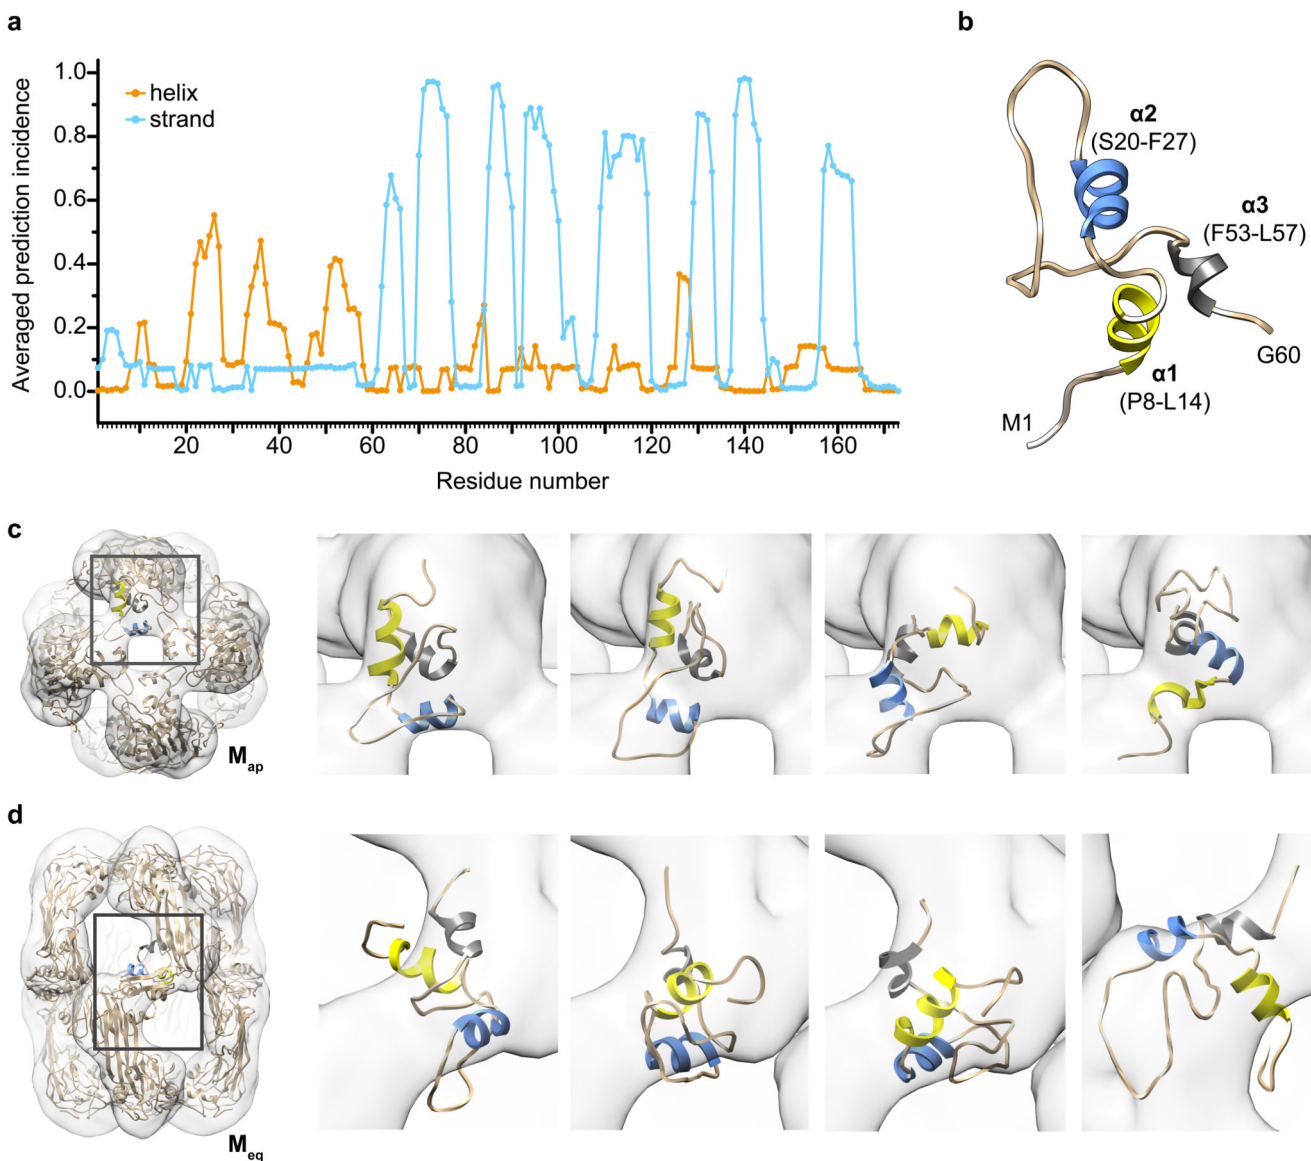 a
Averaged prediction incidence
1.0
0.8
0.6
0.4
0.2
0.0
helix
strand
20 40 60 80 100 120 140 160
Residue number
b
α2
(S20-F27)
α3
(F53-L57)
G60
α1
(P8-L14)
M1
c
Map
d
Meq